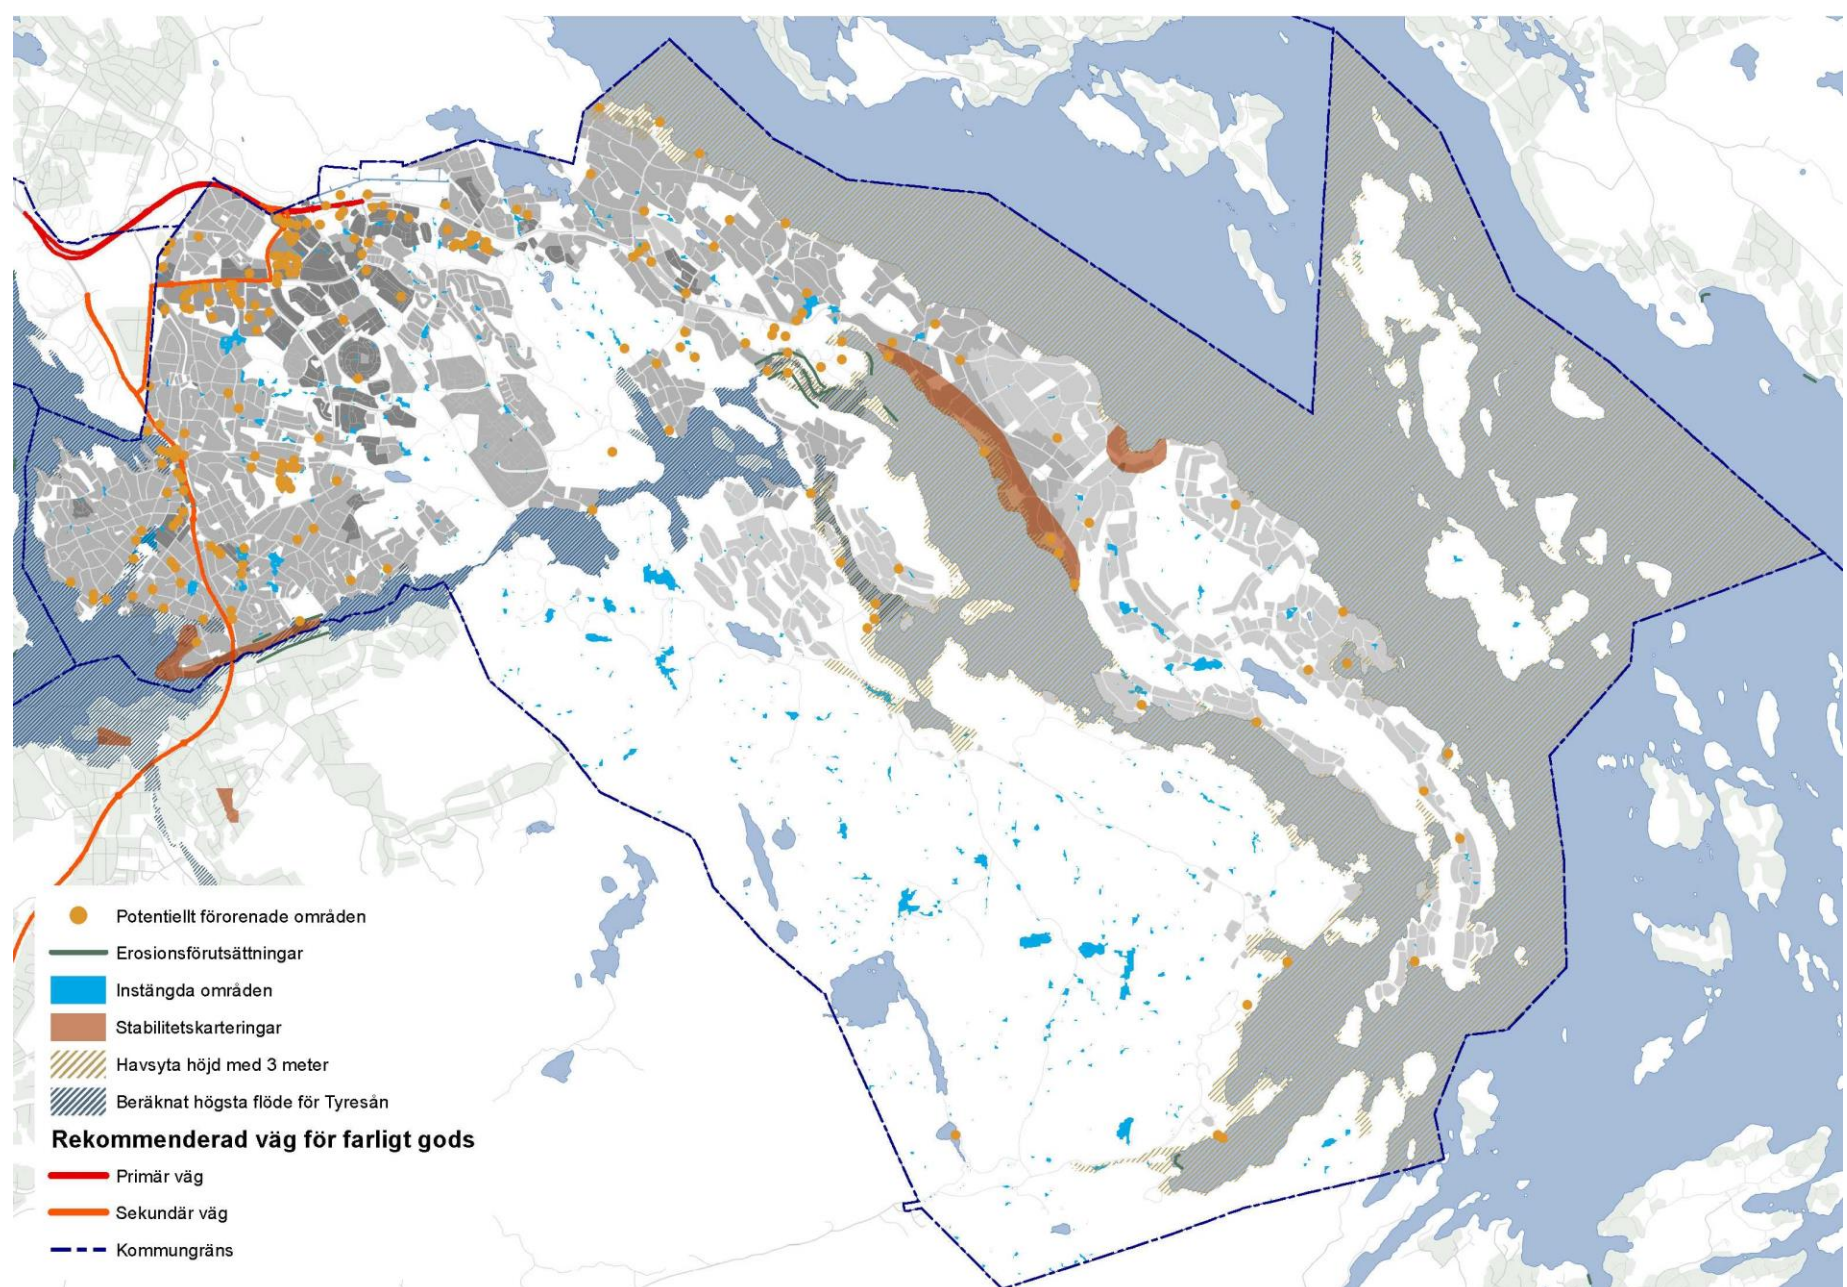 Potentiellt förorenade områden
Erosionsförutsättningar
Instängda områden
Stabilitetskarteringar
Havsyta höjd med 3 meter
Beräknat högsta flöde för Tyresån
Rekommenderad väg för farligt gods
Primär väg
Sekundär väg
Kommungräns